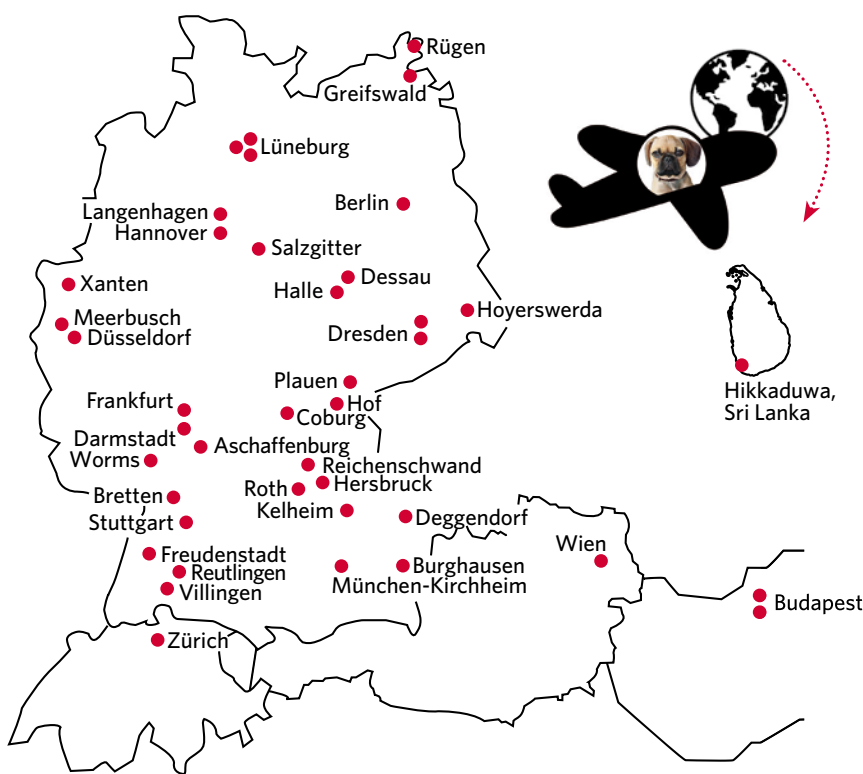 Rügen
Greifswald
Lüneburg
Berlin
Langenhagen
Hannover
Salzgitter
Xanten
Dessau
Halle
Hoyerswerda
Meerbusch
Düsseldorf
Dresden
Hikkaduwa,
Sri Lanka
Plauen
Frankfurt
Hof
Coburg
Darmstadt
Aschaffenburg
Worms
Reichenschwand
Hersbruck
Roth
Bretten
Kelheim
Deggendorf
Stuttgart
Wien
Freudenstadt
Burghausen
Reutlingen
München-Kirchheim
Villingen
Budapest
Zürich